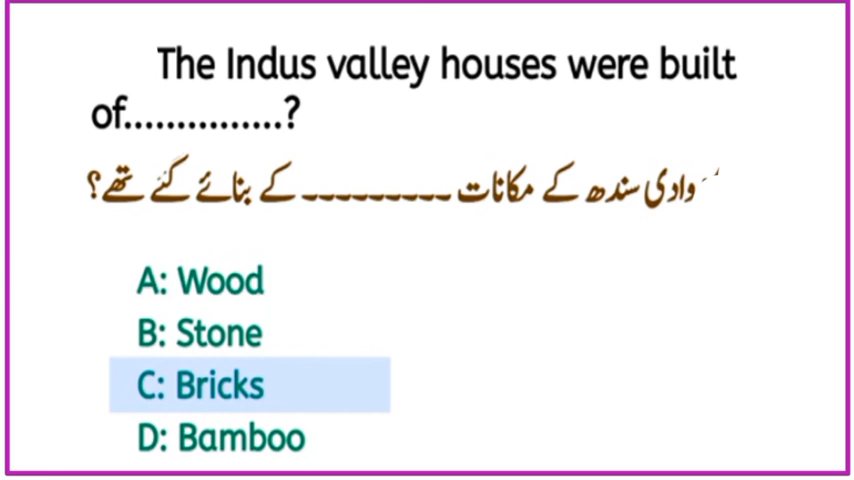 The Indus valley houses were built
of...............?
وادی سندھ کے مکانات ـــــــــــــــــ کے بنائے گئے تھے؟
A: Wood
B: Stone
C: Bricks
D: Bamboo